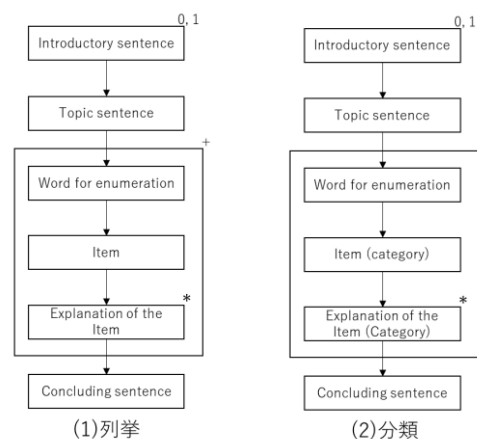 0, 1
Introductory sentence
Topic sentence
+
Word for enumeration
Item
*
Explanation of the
Item
Concluding sentence
(1)列挙
0, 1
Introductory sentence
Topic sentence
Word for enumeration
Item (category)
*
Explanation of the
Item (Category)
Concluding sentence
(2)分類